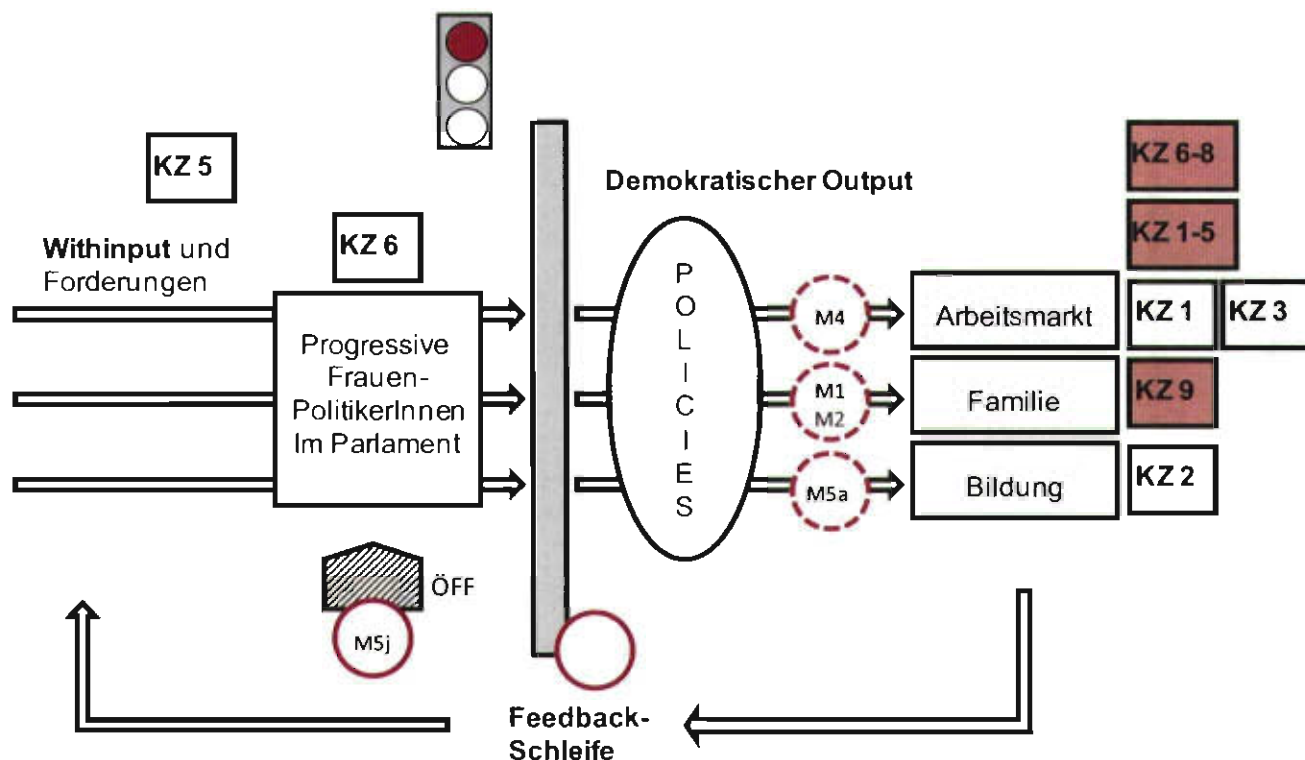 KZ 5
KZ 6
Withinput und
Forderungen
Progressive
Frauen-
PolitikerInnen
Im Parlament
ÖFF
M5j
Demokratischer Output
POLICIES
M4
M1
M2
M5a
Arbeitsmarkt
Familie
Bildung
KZ 6-8
KZ 1-5
KZ 1
KZ 3
KZ 9
KZ 2
Feedback-
Schleife